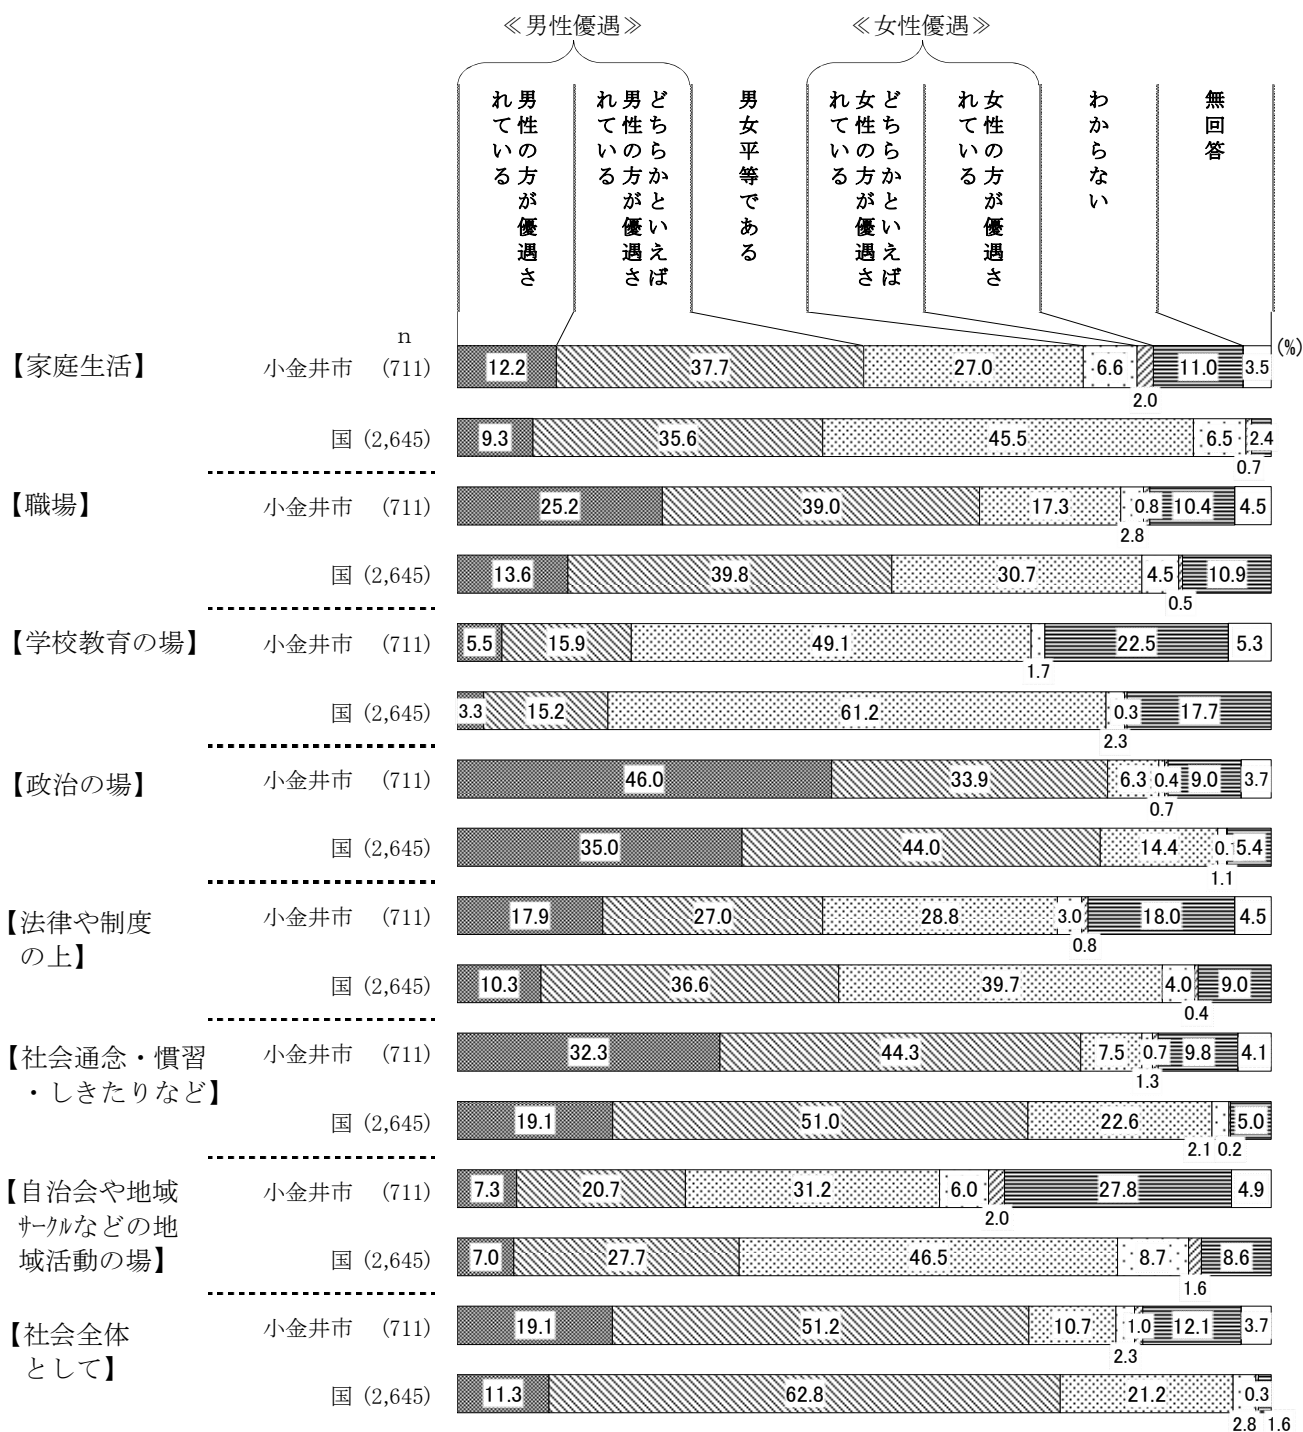 ≪男性優遇≫
≪女性優遇≫
男性の方が優遇さ
れている
どちらかといえば
男性の方が優遇さ
れている
男女平等である
どちらかといえば
女性の方が優遇さ
れている
女性の方が優遇さ
れている
わからない
無回答
n
(%)
【家庭生活】 小金井市 (711) 12.2 37.7 27.0 6.6 11.0 3.5
2.0
国 (2,645) 9.3 35.6 45.5 6.5 2.4
0.7
【職場】 小金井市 (711) 25.2 39.0 17.3 0.8 10.4 4.5
2.8
国 (2,645) 13.6 39.8 30.7 4.5 10.9
0.5
【学校教育の場】 小金井市 (711) 5.5 15.9 49.1 22.5 5.3
1.7
国 (2,645) 3.3 15.2 61.2 0.3 17.7
2.3
【政治の場】 小金井市 (711) 46.0 33.9 6.3 0.4 9.0 3.7
0.7
国 (2,645) 35.0 44.0 14.4 5.4
1.1
【法律や制度
の上】
小金井市 (711) 17.9 27.0 28.8 3.0 18.0 4.5
0.8
国 (2,645) 10.3 36.6 39.7 4.0 9.0
0.4
【社会通念・慣習
・しきたりなど】
小金井市 (711) 32.3 44.3 7.5 0.7 9.8 4.1
1.3
国 (2,645) 19.1 51.0 22.6 5.0
2.1 0.2
【自治会や地域
ｻｰｸﾙなどの地
域活動の場】
小金井市 (711) 7.3 20.7 31.2 6.0 27.8 4.9
2.0
国 (2,645) 7.0 27.7 46.5 8.7 8.6
1.6
【社会全体
として】
小金井市 (711) 19.1 51.2 10.7 1.0 12.1 3.7
2.3
国 (2,645) 11.3 62.8 21.2 0.3
2.8 1.6